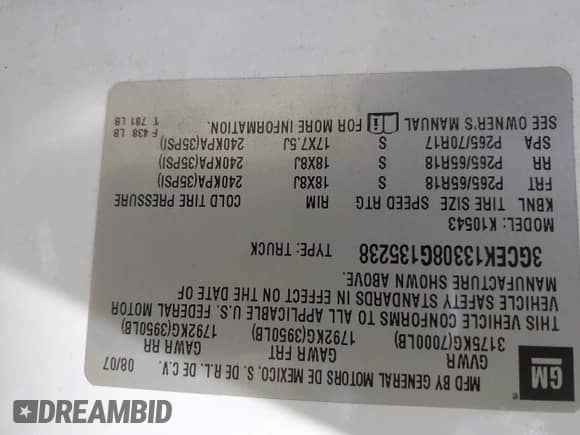 GM
MFD BY GENERAL MOTORS DE MEXICO, S. DE R.L. DE C.V.
08/07
GVWR GAWR FRT GAWR RR
3175KG(7000LB) 1792KG(3950LB) 1792KG(3950LB)
THIS VEHICLE CONFORMS TO ALL APPLICABLE U.S. FEDERAL MOTOR
VEHICLE SAFETY STANDARDS IN EFFECT ON THE DATE OF
MANUFACTURE SHOWN ABOVE.
3GCEK13308G135238 TYPE: TRUCK
MODEL: K10543
KBNL TIRE SIZE SPEED RTG RIM COLD TIRE PRESSURE
FRT P265/65R18 S 18X8J 240KPA(35PSI)
RR P265/65R18 S 18X8J 240KPA(35PSI)
SPA P265/70R17 S 17X7.5J 240KPA(35PSI)
SEE OWNER'S MANUAL FOR MORE INFORMATION.
F 438 LB
T 781 LB
DREAMBID